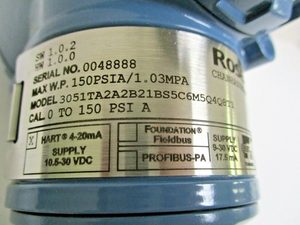 SW 1.0.2
HW 1.0.0
SERIAL NO.0048888
MAX W.P. 150PSIA/1.03MPA
MODEL 3051TA2A2B21BS5C6M5Q4Q8
CAL. 0 TO 150 PSI A
X HART® 4-20mA
SUPPLY
10.5-30 VDC
FOUNDATION®
Fieldbus
PROFIBUS-PA
SUPPLY
9-30 VDC
17.5 mA